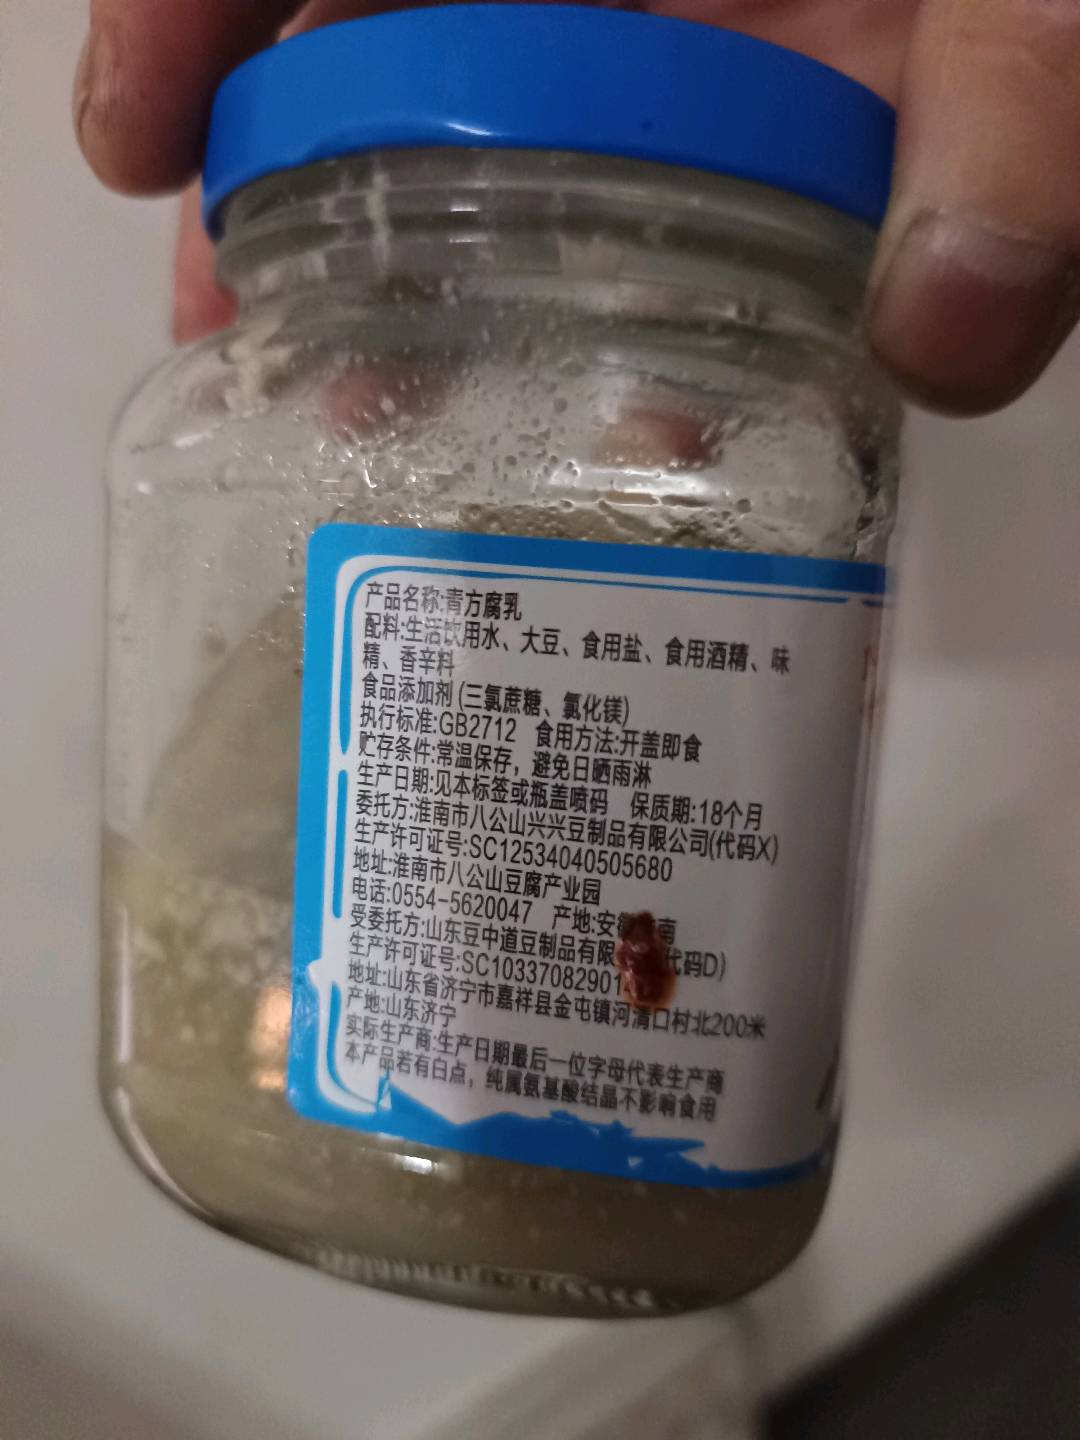 产品名称:青方腐乳
配料:生活饮用水、大豆、食用盐、食用酒精、味
精、香辛料
食品添加剂 (三氯蔗糖、氯化镁)
执行标准:GB2712 食用方法:开盖即食
贮存条件:常温保存，避免日晒雨淋
生产日期:见本标签或瓶盖喷码 保质期:18个月
委托方:淮南市八公山兴兴豆制品有限公司(代码X)
生产许可证号:SC12534040505680
地址:淮南市八公山豆腐产业园
电话:0554-5620047 产地:安徽 南
受委托方:山东豆中道豆制品有限 代码D)
生产许可证号:SC10337082901
地址:山东省济宁市嘉祥县金屯镇河清口村北200米
产地:山东济宁
实际生产商:生产日期最后一位字母代表生产商
本产品若有白点，纯属氨基酸结晶不影响食用